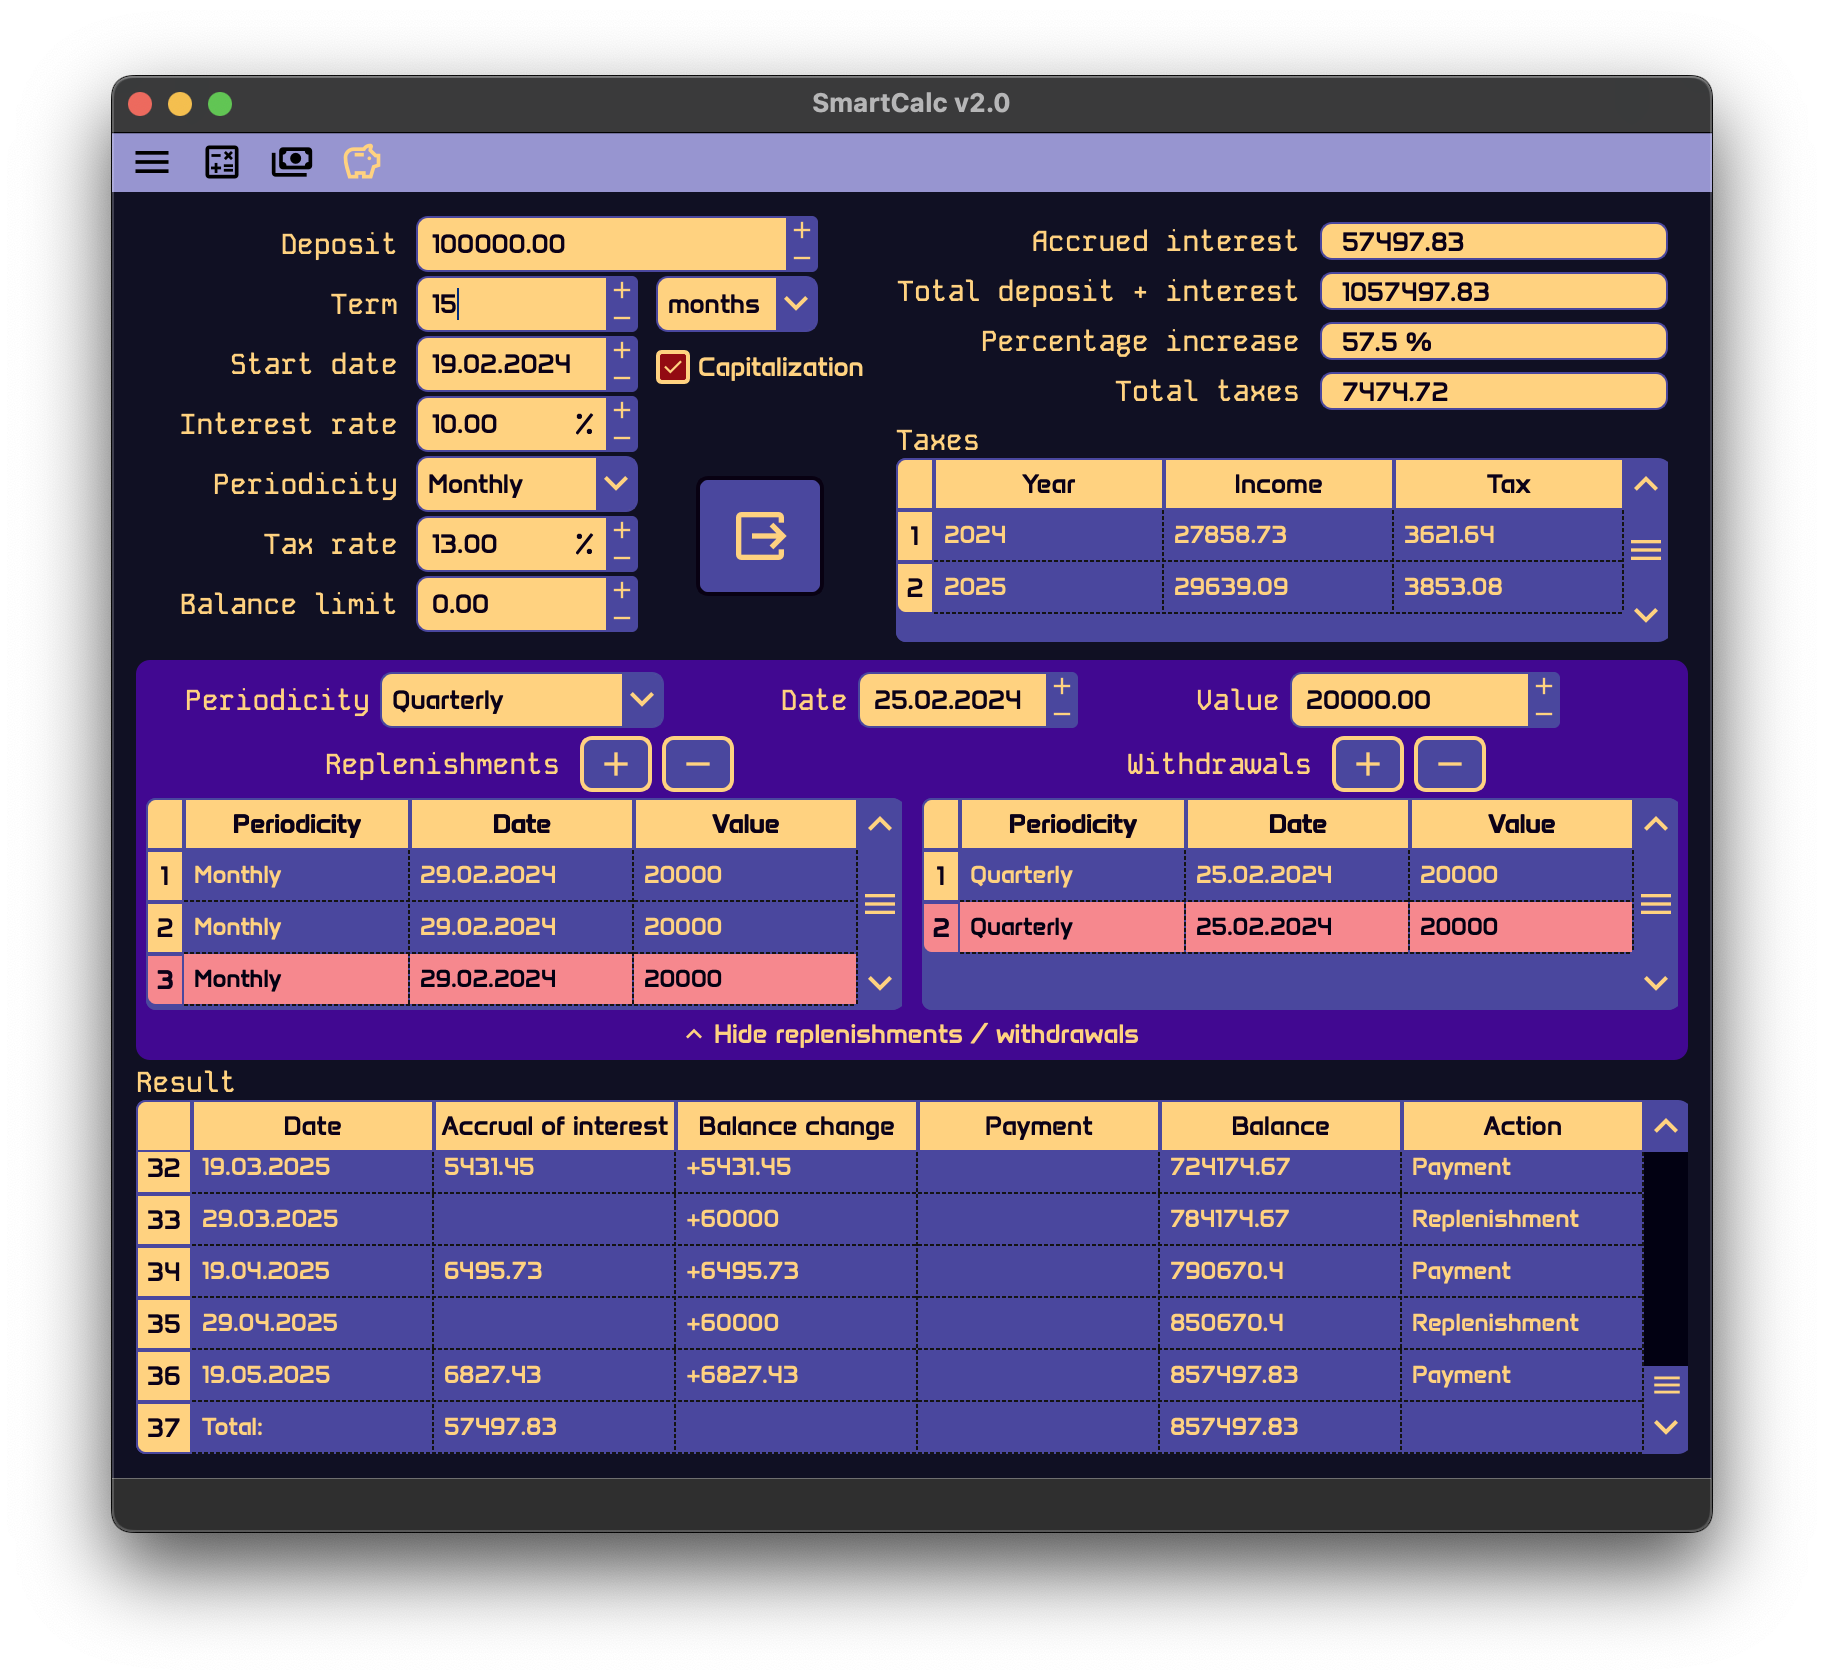 SmartCalc v2.0
Deposit 100000.00 + −
Term 15 + − months
Start date 19.02.2024 + − Capitalization
Interest rate 10.00 % + −
Periodicity Monthly
Tax rate 13.00 % + −
Balance limit 0.00 + −
Accrued interest 57497.83
Total deposit + interest 1057497.83
Percentage increase 57.5 %
Total taxes 7474.72
Taxes
Year Income Tax
1 2024 27858.73 3621.64
2 2025 29639.09 3853.08
Periodicity Quarterly Date 25.02.2024 + − Value 20000.00 + −
Replenishments + −
Periodicity Date Value
1 Monthly 29.02.2024 20000
2 Monthly 29.02.2024 20000
3 Monthly 29.02.2024 20000
Withdrawals + −
Periodicity Date Value
1 Quarterly 25.02.2024 20000
2 Quarterly 25.02.2024 20000
Hide replenishments / withdrawals
Result
Date Accrual of interest Balance change Payment Balance Action
32 19.03.2025 5431.45 +5431.45 724174.67 Payment
33 29.03.2025 +60000 784174.67 Replenishment
34 19.04.2025 6495.73 +6495.73 790670.4 Payment
35 29.04.2025 +60000 850670.4 Replenishment
36 19.05.2025 6827.43 +6827.43 857497.83 Payment
37 Total: 57497.83 857497.83